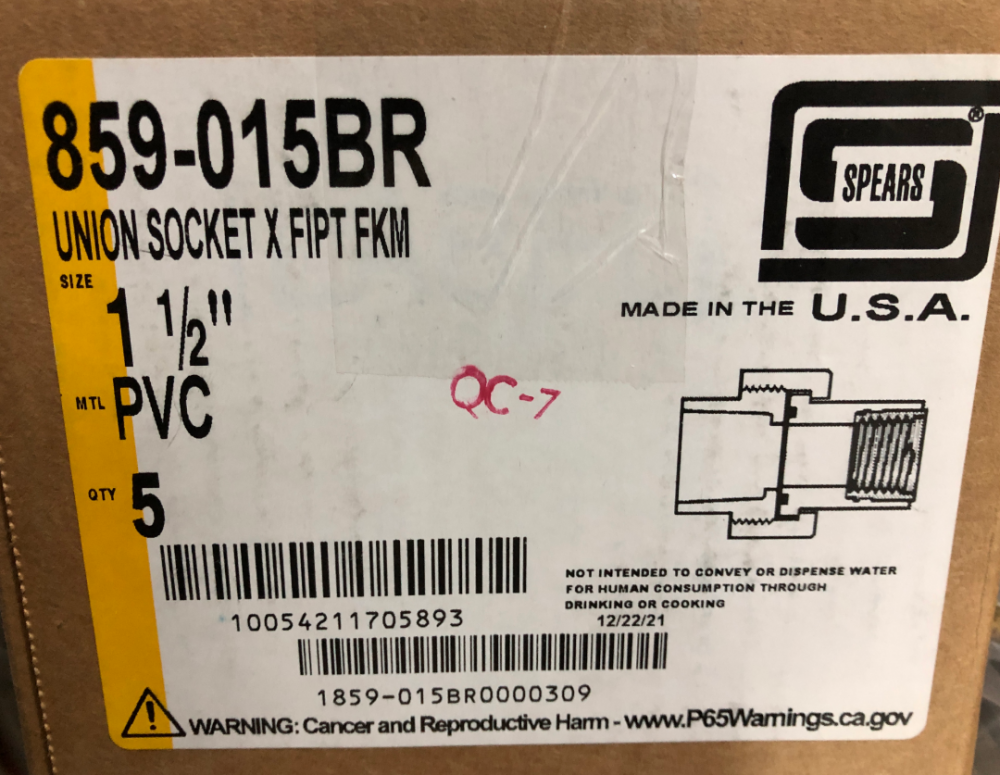 859-015BR
UNION SOCKET X FIPT FKM
SIZE
1 1/2"
MTL PVC
QTY 5
SPEARS®
MADE IN THE U.S.A.
QC-7
10054211705893
NOT INTENDED TO CONVEY OR DISPENSE WATER
FOR HUMAN CONSUMPTION THROUGH
DRINKING OR COOKING
12/22/21
1859-015BR0000309
WARNING: Cancer and Reproductive Harm - www.P65Warnings.ca.gov